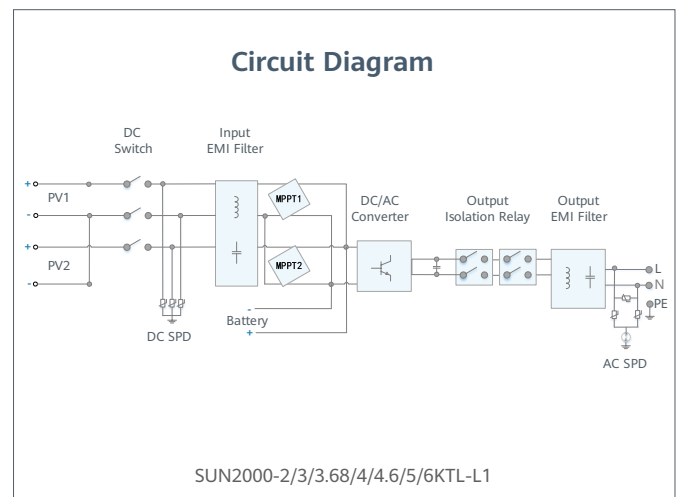 Circuit Diagram
DC
Switch
Input
EMI Filter
DC/AC
Converter
Output
Isolation Relay
Output
EMI Filter
+
PV1
-
+
PV2
-
MPPT1
MPPT2
-
Battery
+
DC SPD
L
N
PE
AC SPD
SUN2000-2/3/3.68/4/4.6/5/6KTL-L1